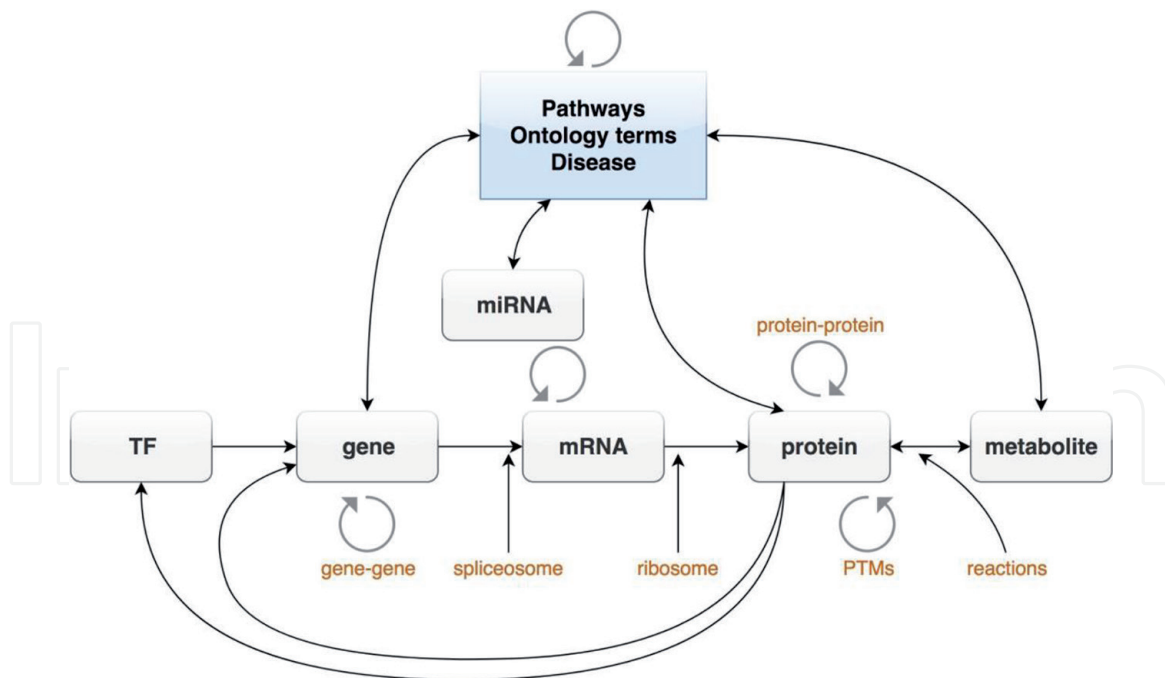 Pathways
Ontology terms
Disease
miRNA
protein-protein
TF
gene
mRNA
protein
metabolite
gene-gene
spliceosome
ribosome
PTMs
reactions